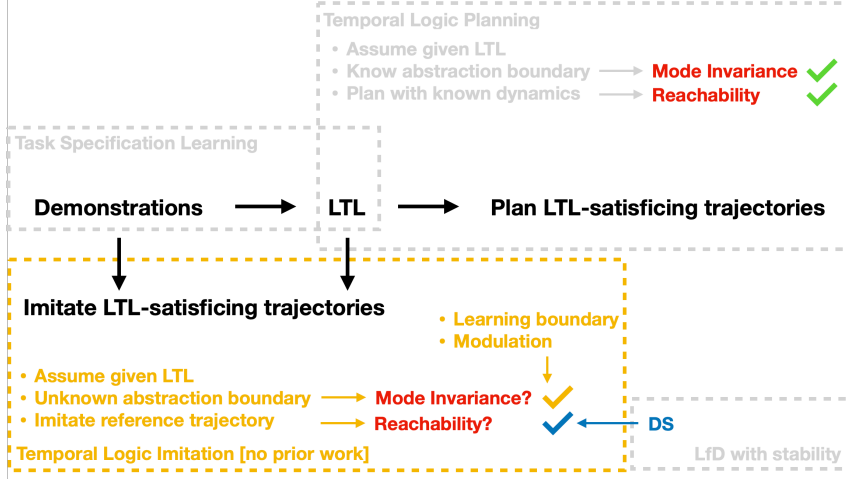 Temporal Logic Planning
• Assume given LTL
• Know abstraction boundary
Mode Invariance
• Plan with known dynamics
Reachability
Task Specification Learning
Demonstrations
LTL
Plan LTL-satisficing trajectories
Imitate LTL-satisficing trajectories
• Learning boundary
• Modulation
• Assume given LTL
• Unknown abstraction boundary
Mode Invariance?
• Imitate reference trajectory
Reachability?
DS
Temporal Logic Imitation [no prior work]
LfD with stability